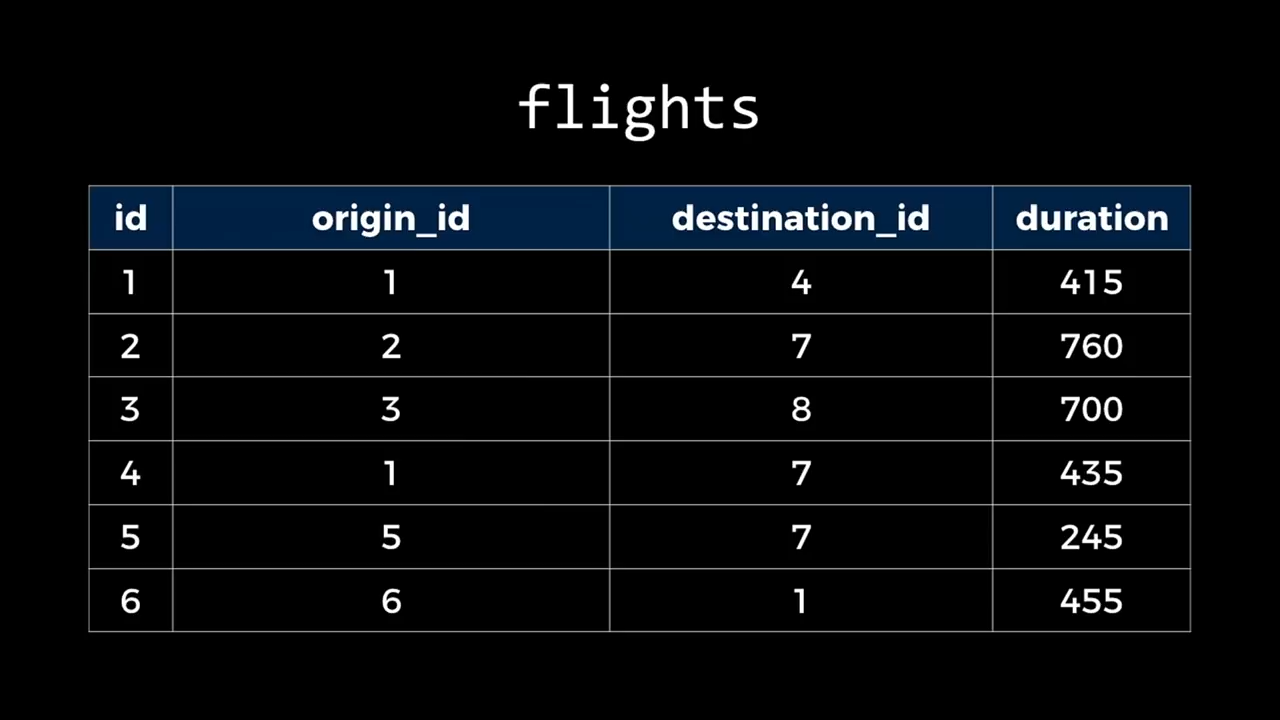 flights
id origin_id destination_id duration
1 1 4 415
2 2 7 760
3 3 8 700
4 1 7 435
5 5 7 245
6 6 1 455